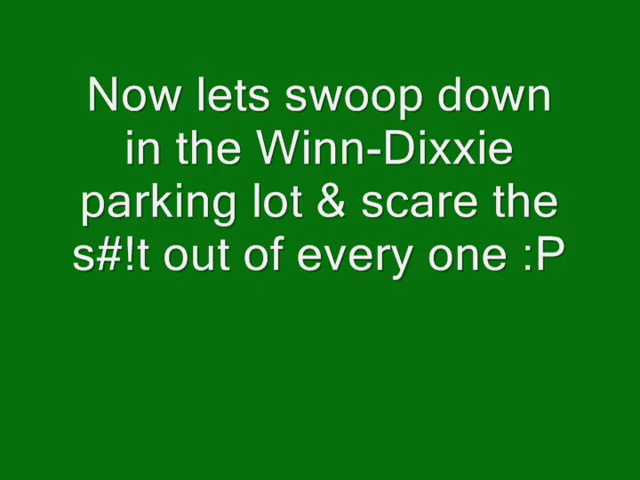 Now lets swoop down
in the Winn-Dixxie
parking lot & scare the
s#!t out of every one :P